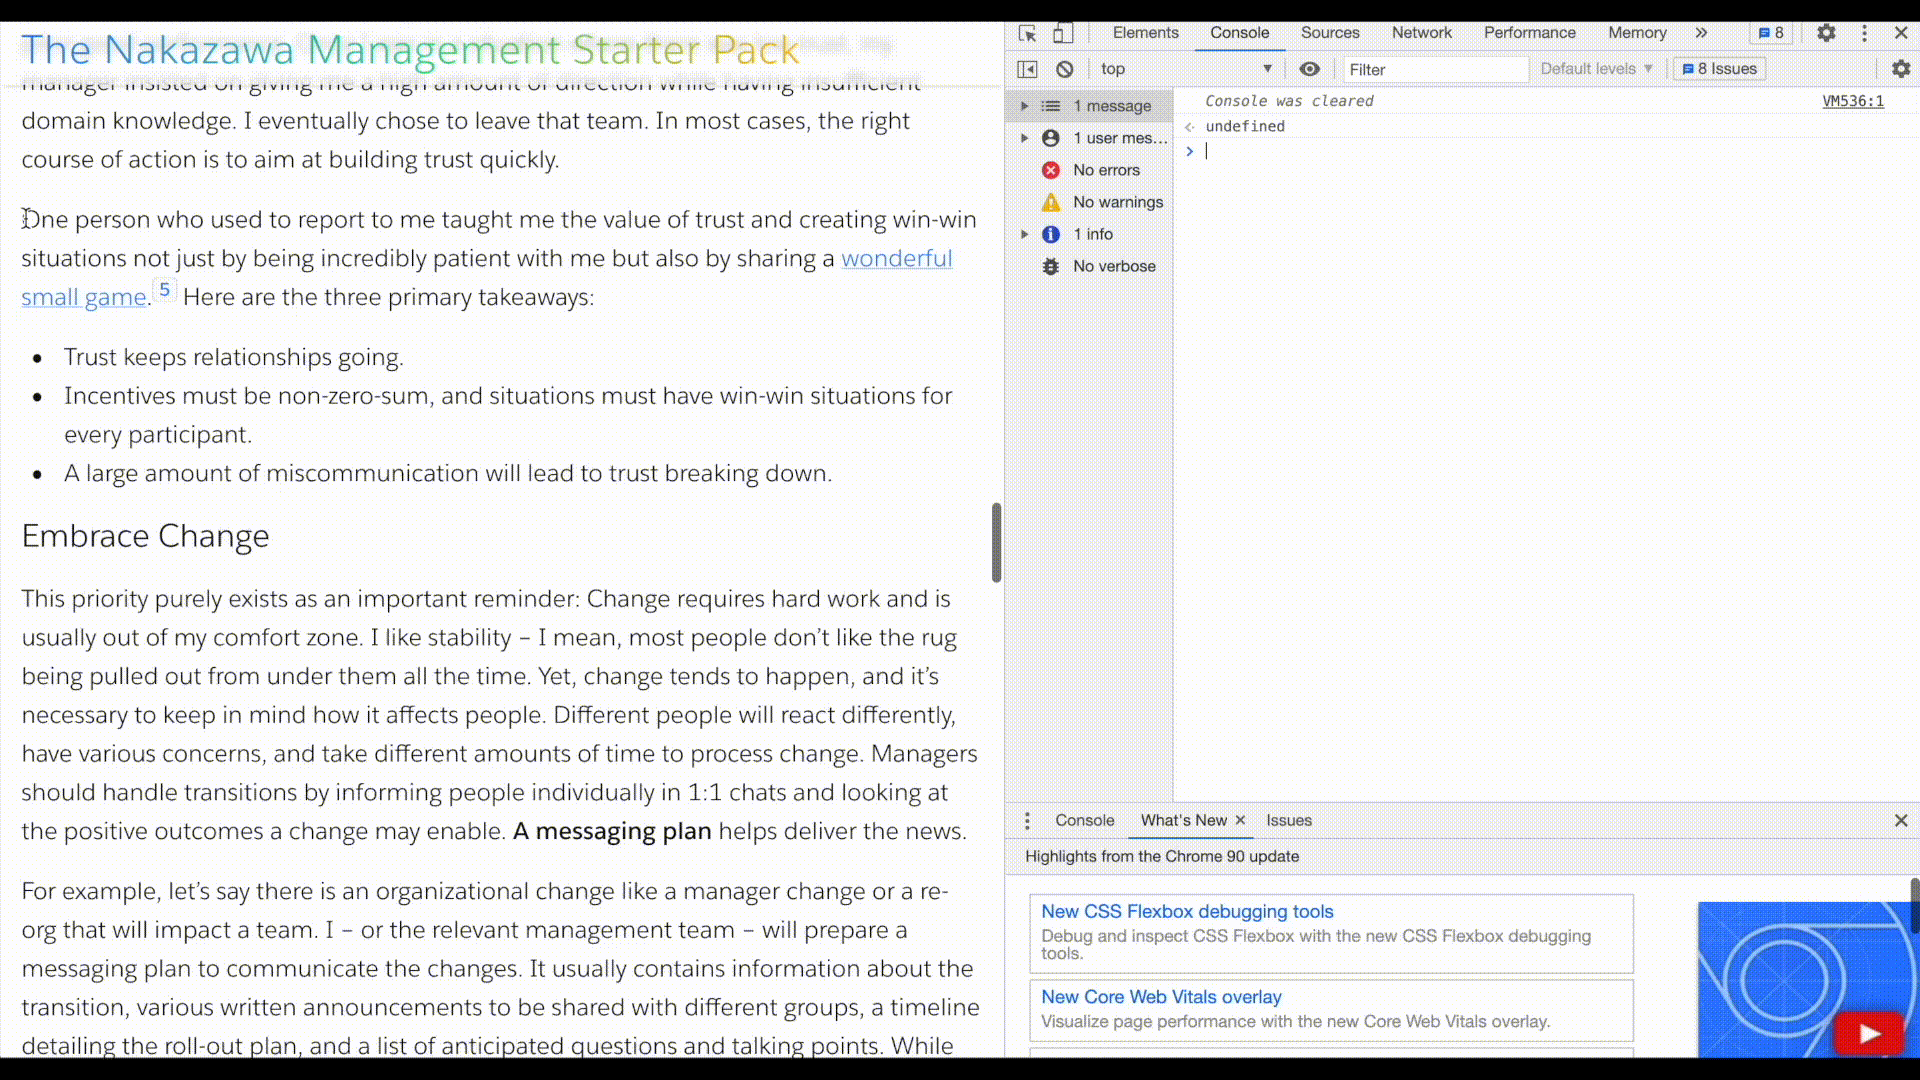 The Nakazawa Management Starter Pack
manager insisted on giving me a high amount of direction while having insufficient
domain knowledge. I eventually chose to leave that team. In most cases, the right
course of action is to aim at building trust quickly.
One person who used to report to me taught me the value of trust and creating win-win
situations not just by being incredibly patient with me but also by sharing a wonderful
small game.5 Here are the three primary takeaways:
• Trust keeps relationships going.
• Incentives must be non-zero-sum, and situations must have win-win situations for
every participant.
• A large amount of miscommunication will lead to trust breaking down.
Embrace Change
This priority purely exists as an important reminder: Change requires hard work and is
usually out of my comfort zone. I like stability – I mean, most people don’t like the rug
being pulled out from under them all the time. Yet, change tends to happen, and it’s
necessary to keep in mind how it affects people. Different people will react differently,
have various concerns, and take different amounts of time to process change. Managers
should handle transitions by informing people individually in 1:1 chats and looking at
the positive outcomes a change may enable. A messaging plan helps deliver the news.
For example, let’s say there is an organizational change like a manager change or a re-
org that will impact a team. I – or the relevant management team – will prepare a
messaging plan to communicate the changes. It usually contains information about the
transition, various written announcements to be shared with different groups, a timeline
detailing the roll-out plan, and a list of anticipated questions and talking points. While
Elements Console Sources Network Performance Memory » 8
top Filter Default levels 8 Issues
1 message
1 user mes...
No errors
No warnings
1 info
No verbose
Console was cleared VM536:1
undefined
Console What's New × Issues
Highlights from the Chrome 90 update
New CSS Flexbox debugging tools
Debug and inspect CSS Flexbox with the new CSS Flexbox debugging
tools.
New Core Web Vitals overlay
Visualize page performance with the new Core Web Vitals overlay.